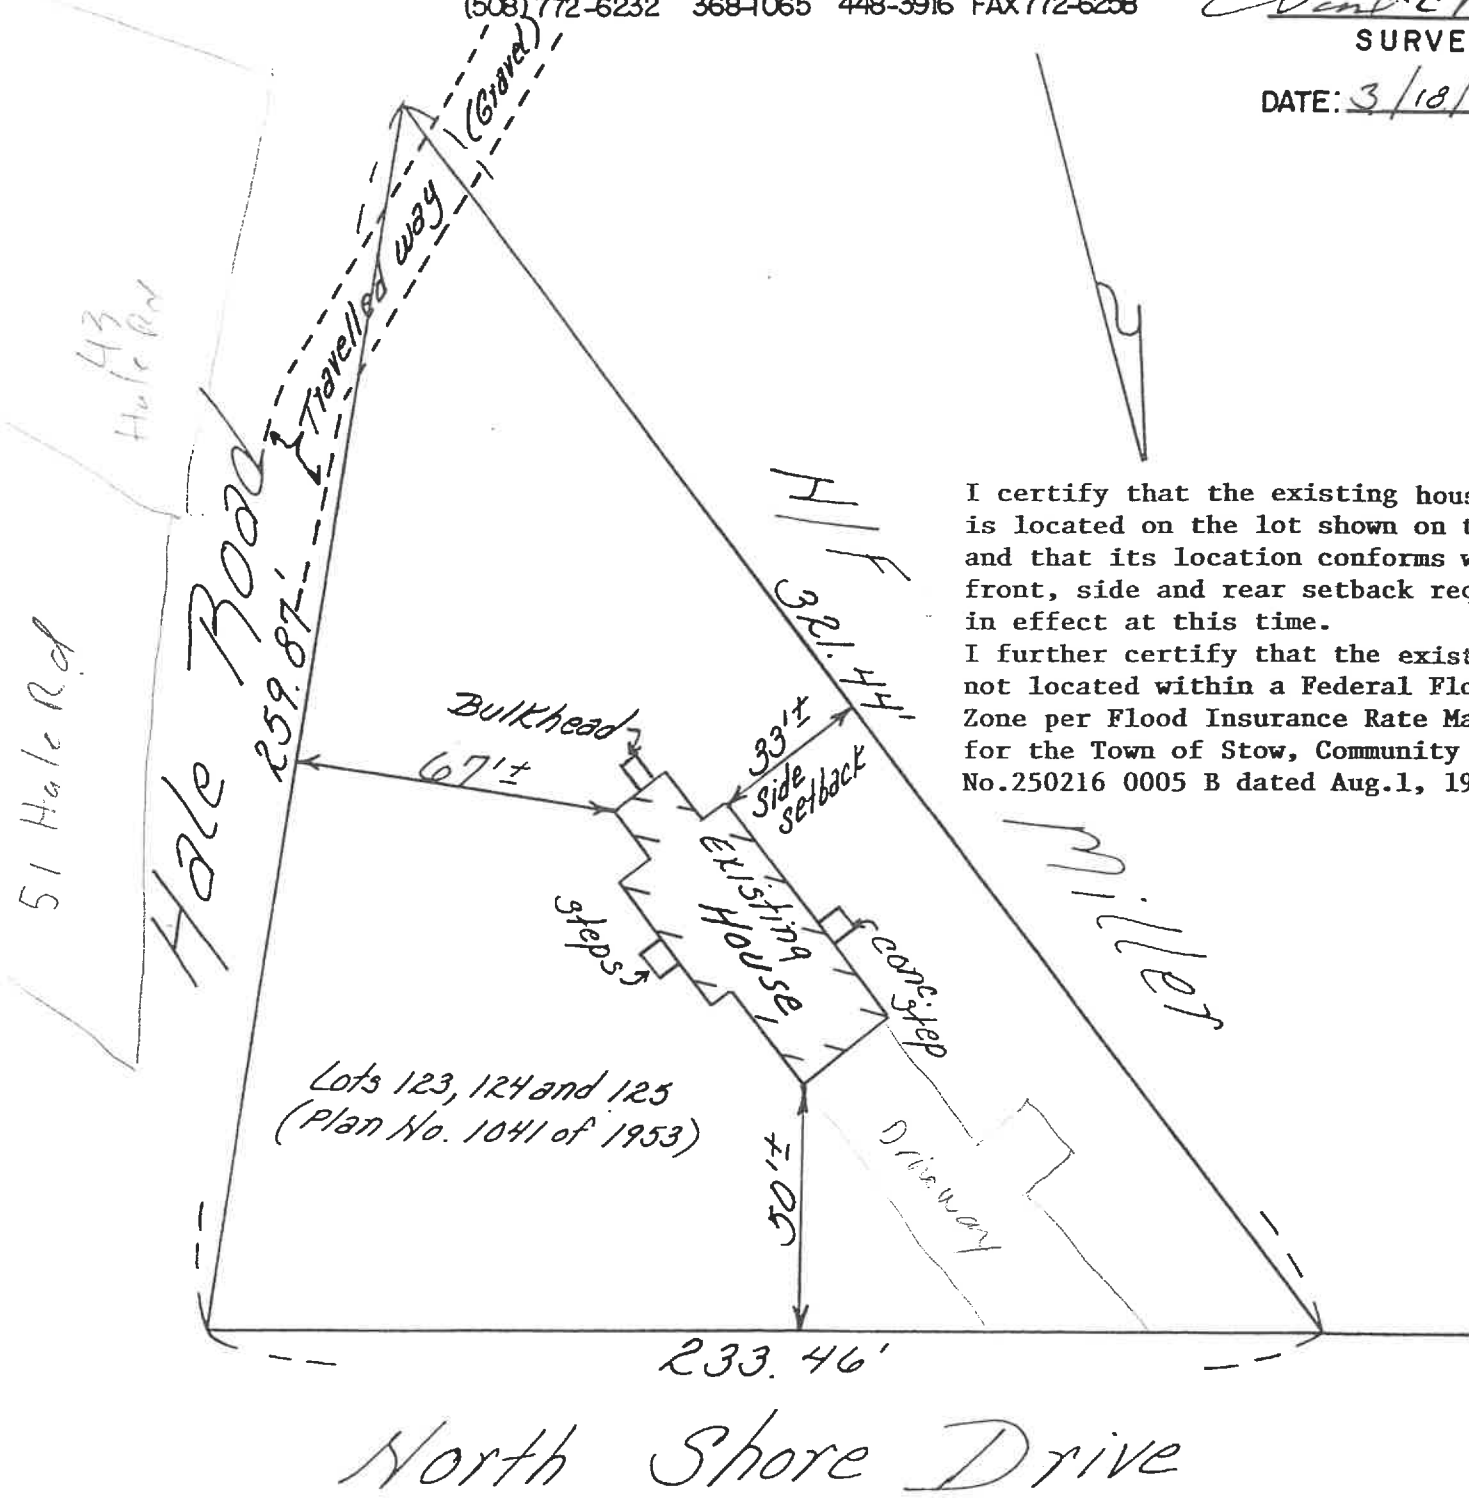 (508) 772-6232 368-1065 448-3916 FAX 772-6258
SURVE
DATE: 3/18/
(Gravel)
Travelled way
43
Hale Rd
Hale Road
259.87'
51 Hale Rd
N/F
Miller
321.44'
I certify that the existing hous
is located on the lot shown on t
and that its location conforms w
front, side and rear setback req
in effect at this time.
I further certify that the exist
not located within a Federal Flo
Zone per Flood Insurance Rate Ma
for the Town of Stow, Community
No.250216 0005 B dated Aug.1, 19
Bulkhead
67'±
33'±
Side
setback
Existing
House
steps
conc.
step
Lots 123, 124 and 125
(Plan No. 1041 of 1953)
50'±
Driveway
233.46'
North Shore Drive